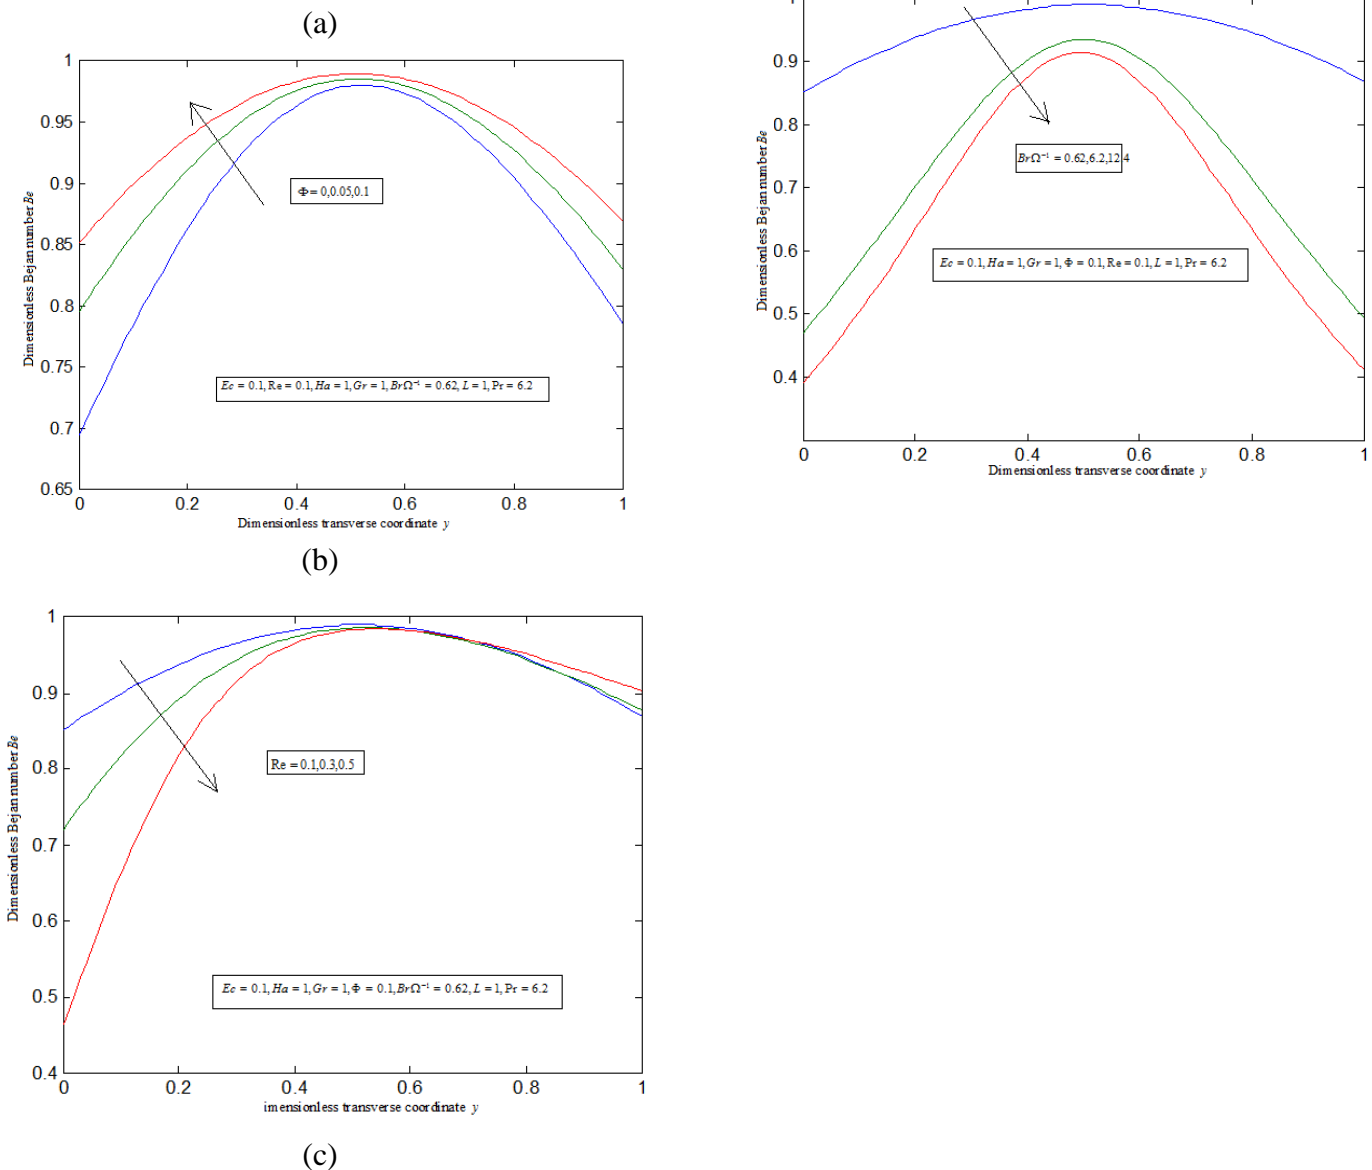 (a)
1
0.95
0.9
0.85
0.8
0.75
0.7
0.65
0 0.2 0.4 0.6 0.8 1
Dimensionless Bejan number Be
Φ = 0,0.05,0.1
Ec = 0.1, Re = 0.1, Ha = 1, Gr = 1, BrΩ⁻¹ = 0.62, L = 1, Pr = 6.2
Dimensionless transverse coordinate y
(b)
0.9
0.8
0.7
0.6
0.5
0.4
0 0.2 0.4 0.6 0.8 1
Dimensionless Bejan number Be
BrΩ⁻¹ = 0.62,6.2,12.4
Ec = 0.1, Ha = 1, Gr = 1, Φ = 0.1, Re = 0.1, L = 1, Pr = 6.2
Dimensionless transverse coordinate y
1
0.9
0.8
0.7
0.6
0.5
0.4
0 0.2 0.4 0.6 0.8 1
Dimensionless Bejan number Be
Re = 0.1,0.3,0.5
Ec = 0.1, Ha = 1, Gr = 1, Φ = 0.1, BrΩ⁻¹ = 0.62, L = 1, Pr = 6.2
imensionless transverse coordinate y
(c)